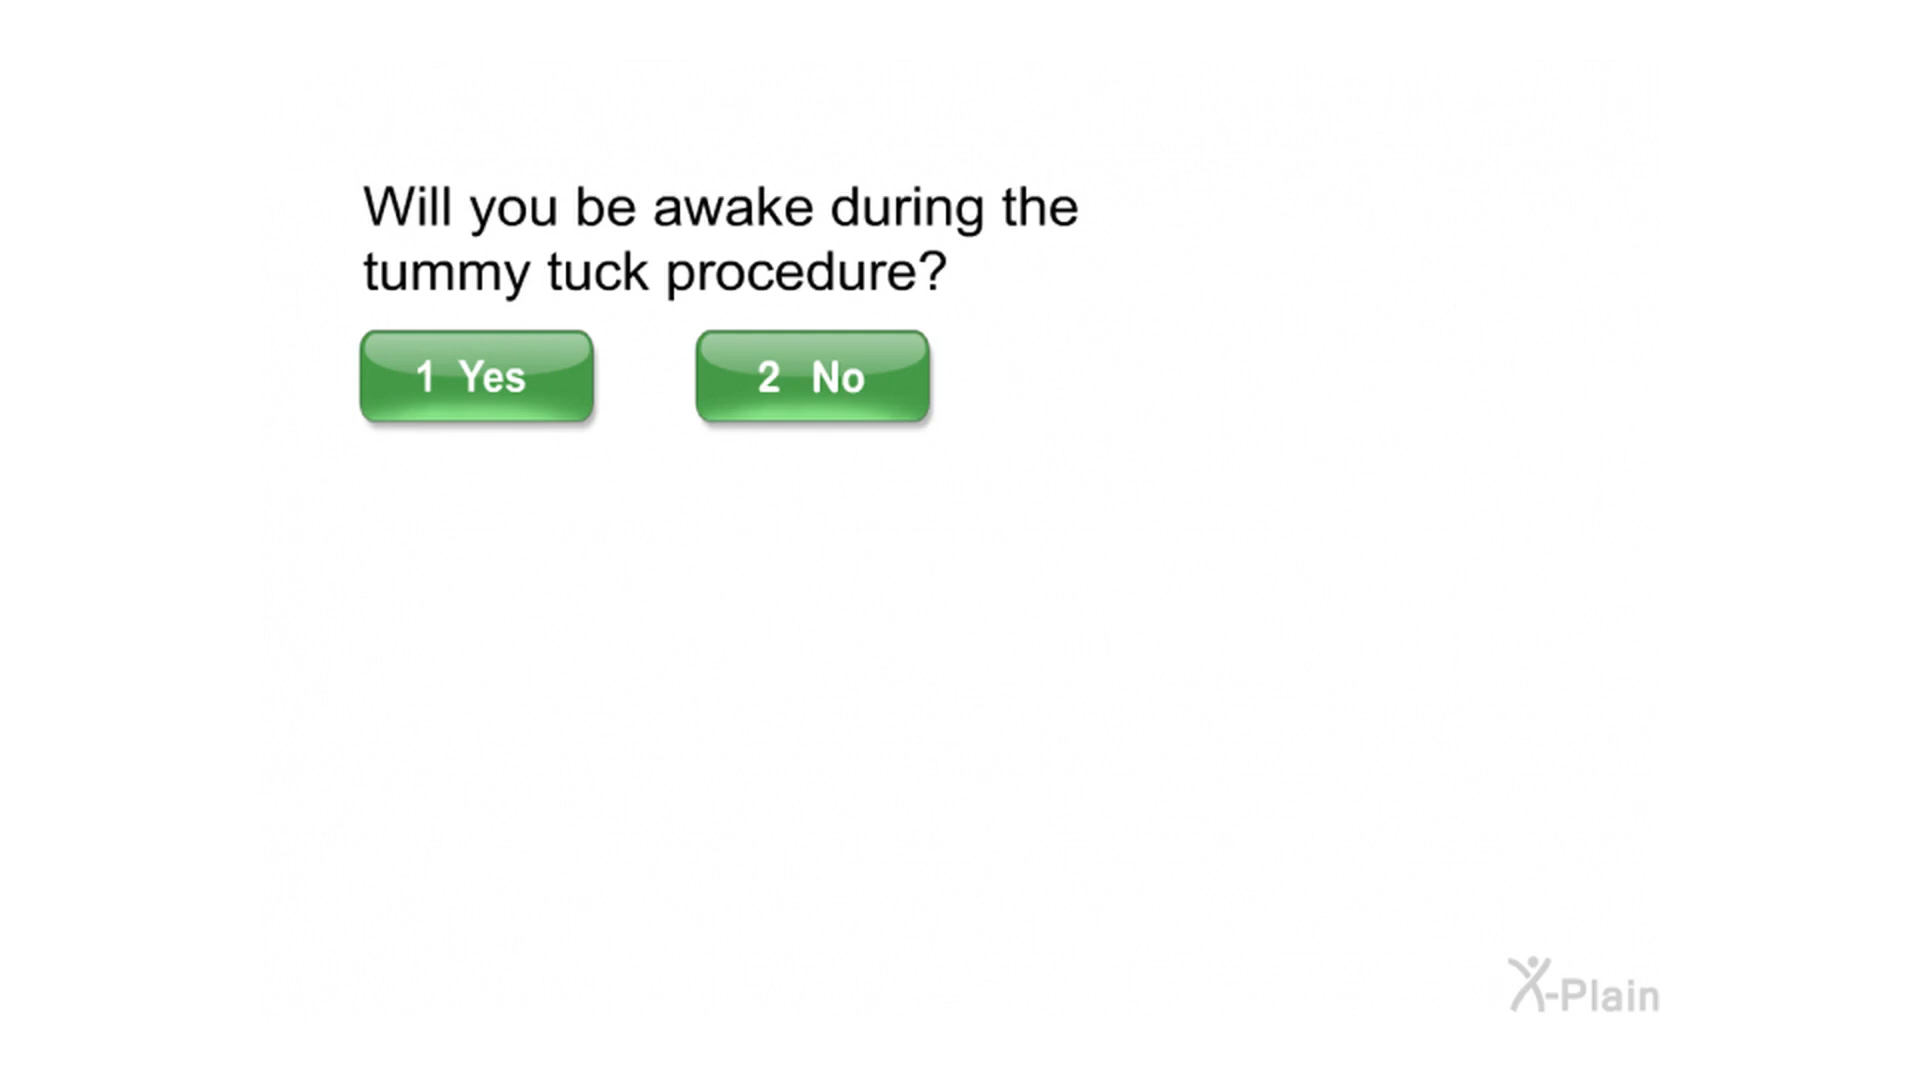 Will you be awake during the
tummy tuck procedure?
1 Yes
2 No
X-Plain